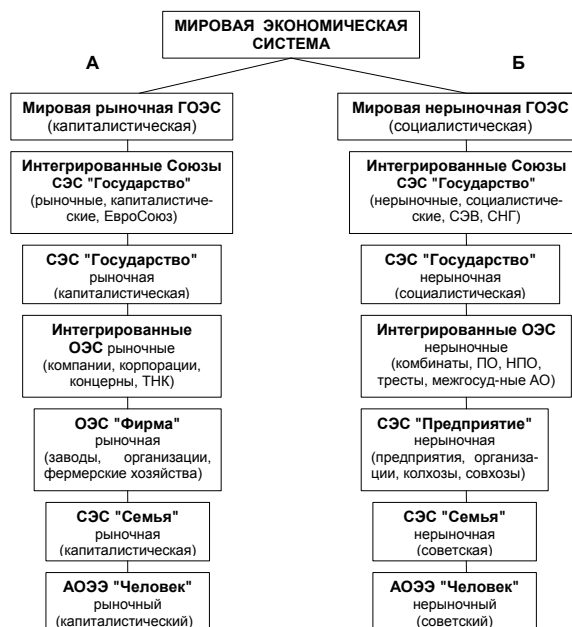 МИРОВАЯ ЭКОНОМИЧЕСКАЯ
СИСТЕМА
А
Мировая рыночная ГОЭС
(капиталистическая)
Интегрированные Союзы
СЭС "Государство"
(рыночные, капиталистиче-
ские, ЕвроСоюз)
СЭС "Государство"
рыночная
(капиталистическая)
Интегрированные
ОЭС рыночные
(компании, корпорации,
концерны, ТНК)
ОЭС "Фирма"
рыночная
(заводы, организации,
фермерские хозяйства)
СЭС "Семья"
рыночная
(капиталистическая)
АОЭЭ "Человек"
рыночный
(капиталистический)
Б
Мировая нерыночная ГОЭС
(социалистическая)
Интегрированные Союзы
СЭС "Государство"
(нерыночные, социалистиче-
ские, СЭВ, СНГ)
СЭС "Государство"
нерыночная
(социалистическая)
Интегрированные ОЭС
нерыночные
(комбинаты, ПО, НПО,
тресты, межгосуд-ные АО)
СЭС "Предприятие"
нерыночная
(предприятия, организа-
ции, колхозы, совхозы)
СЭС "Семья"
нерыночная
(советская)
АОЭЭ "Человек"
нерыночный
(советский)